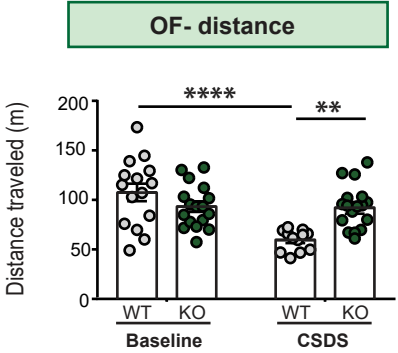 OF- distance
Distance traveled (m)
200
150
100
50
0
****
**
WT KO WT KO
Baseline CSDS